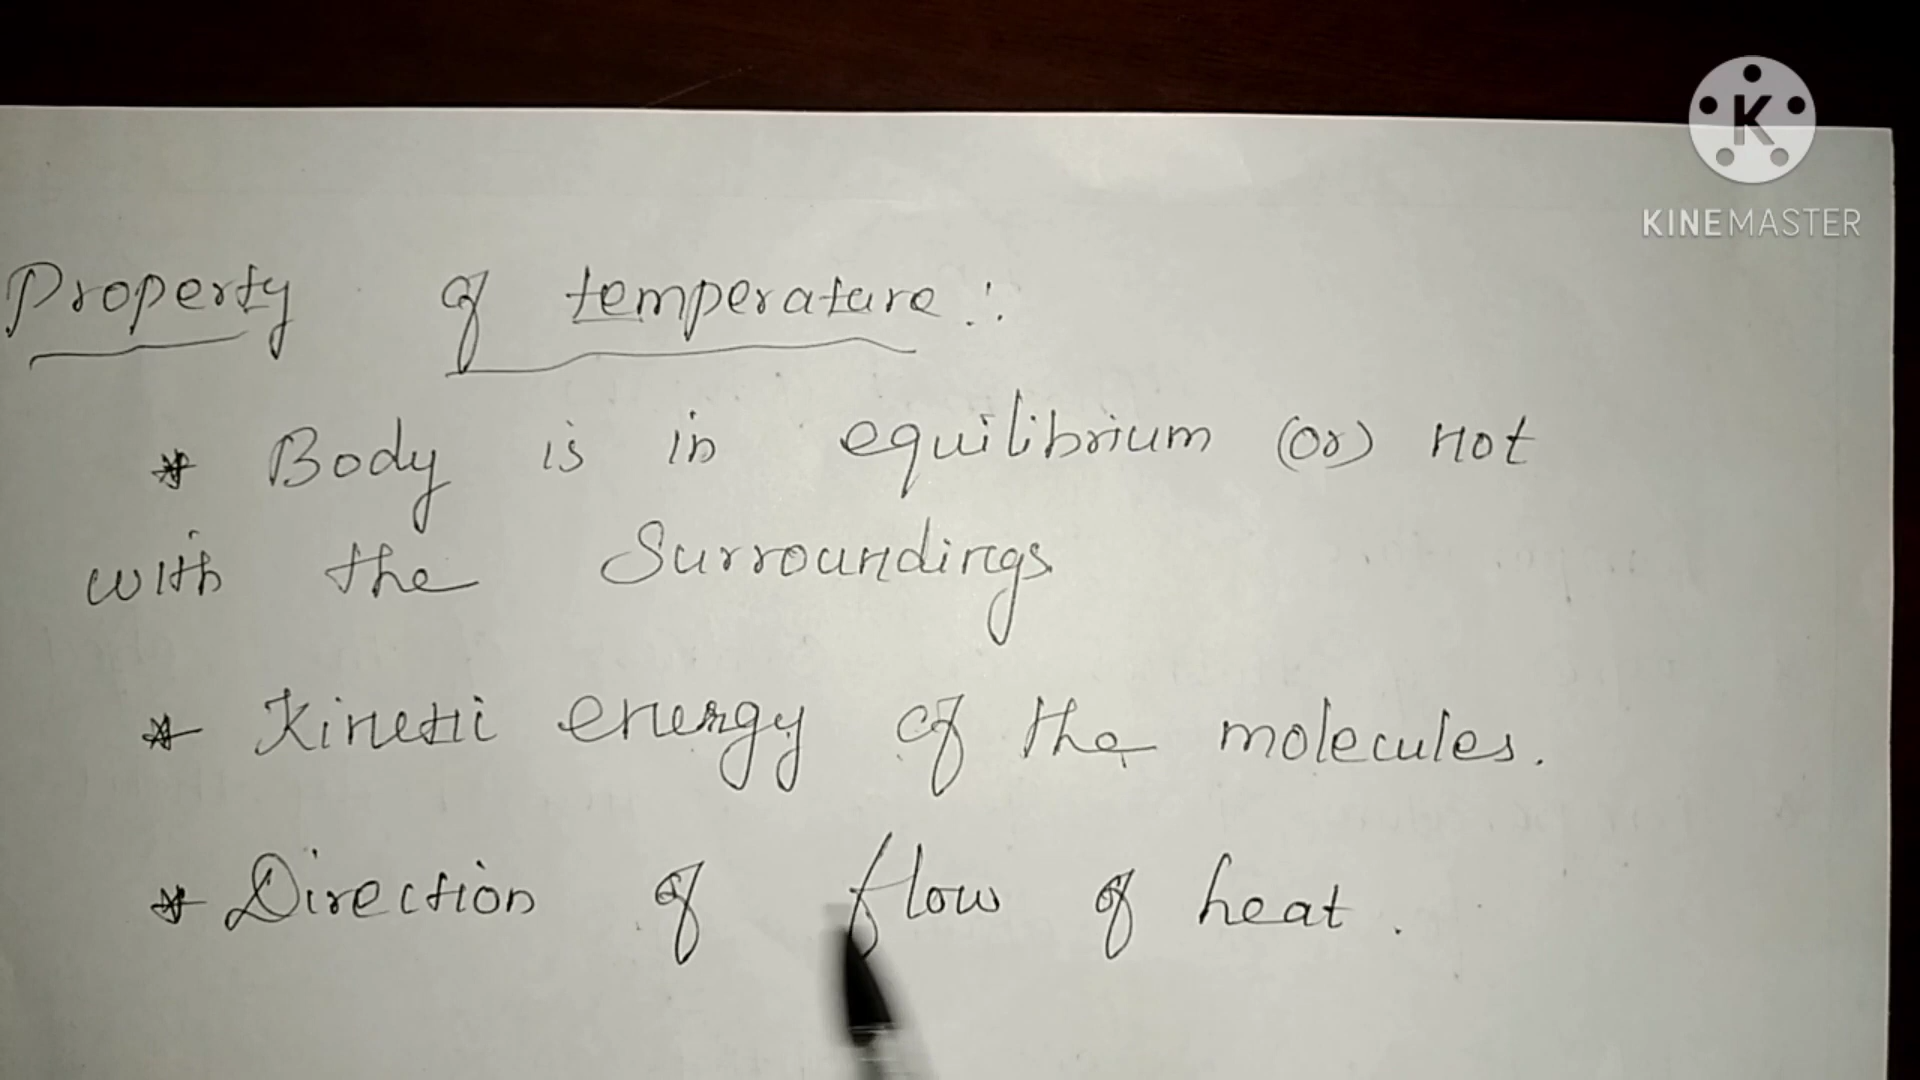 K
KINEMASTER
Property of temperature :
* Body is in equilibrium (or) not
with the Surroundings
* Kinetic energy of the molecules.
* Direction of flow of heat.